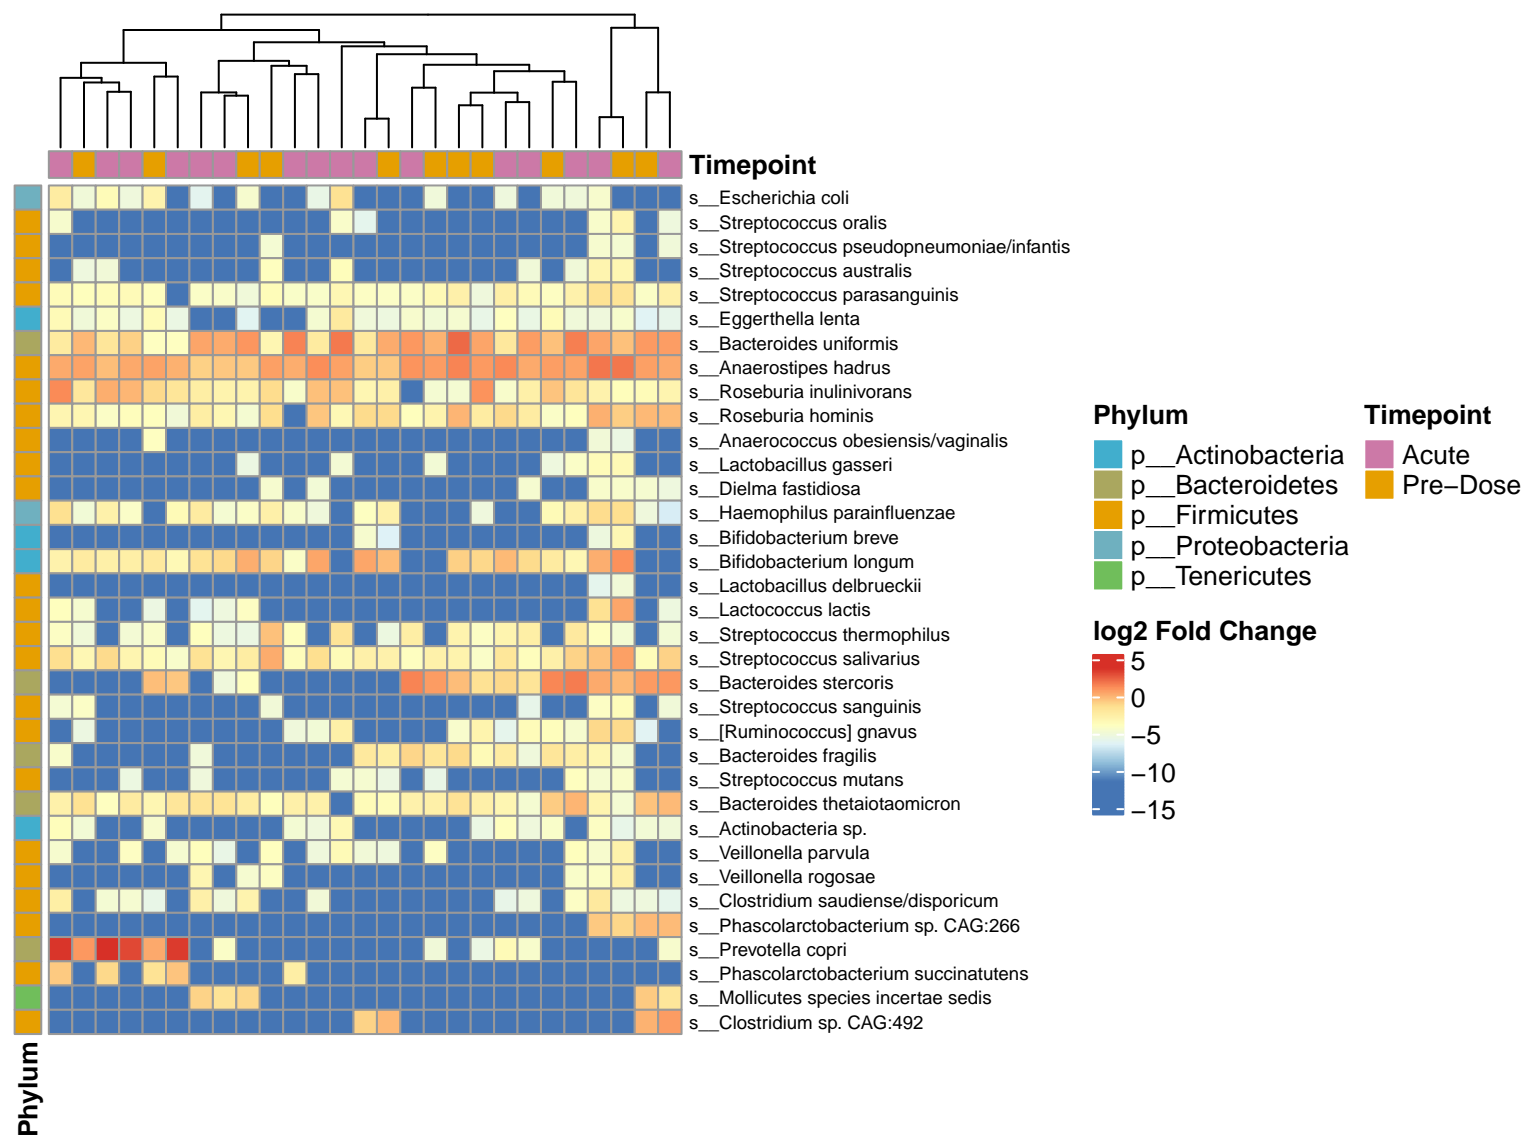 Timepoint
s__Escherichia coli
s__Streptococcus oralis
s__Streptococcus pseudopneumoniae/infantis
s__Streptococcus australis
s__Streptococcus parasanguinis
s__Eggerthella lenta
s__Bacteroides uniformis
s__Anaerostipes hadrus
s__Roseburia inulinivorans
s__Roseburia hominis
s__Anaerococcus obesiensis/vaginalis
s__Lactobacillus gasseri
s__Dielma fastidiosa
s__Haemophilus parainfluenzae
s__Bifidobacterium breve
s__Bifidobacterium longum
s__Lactobacillus delbrueckii
s__Lactococcus lactis
s__Streptococcus thermophilus
s__Streptococcus salivarius
s__Bacteroides stercoris
s__Streptococcus sanguinis
s__[Ruminococcus] gnavus
s__Bacteroides fragilis
s__Streptococcus mutans
s__Bacteroides thetaiotaomicron
s__Actinobacteria sp.
s__Veillonella parvula
s__Veillonella rogosae
s__Clostridium saudiense/disporicum
s__Phascolarctobacterium sp. CAG:266
s__Prevotella copri
s__Phascolarctobacterium succinatutens
s__Mollicutes species incertae sedis
s__Clostridium sp. CAG:492
Phylum
Phylum
p__Actinobacteria
p__Bacteroidetes
p__Firmicutes
p__Proteobacteria
p__Tenericutes
Timepoint
Acute
Pre−Dose
log2 Fold Change
5
0
−5
−10
−15